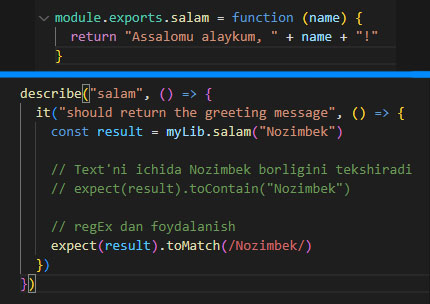 module.exports.salam = function (name) {
  return "Assalomu alaykum, " + name + "!"
}
describe("salam", () => {
  it("should return the greeting message", () => {
    const result = myLib.salam("Nozimbek")
    // Text'ni ichida Nozimbek borligini tekshiradi
    // expect(result).toContain("Nozimbek")
    // regEx dan foydalanish
    expect(result).toMatch(/Nozimbek/)
  })
})